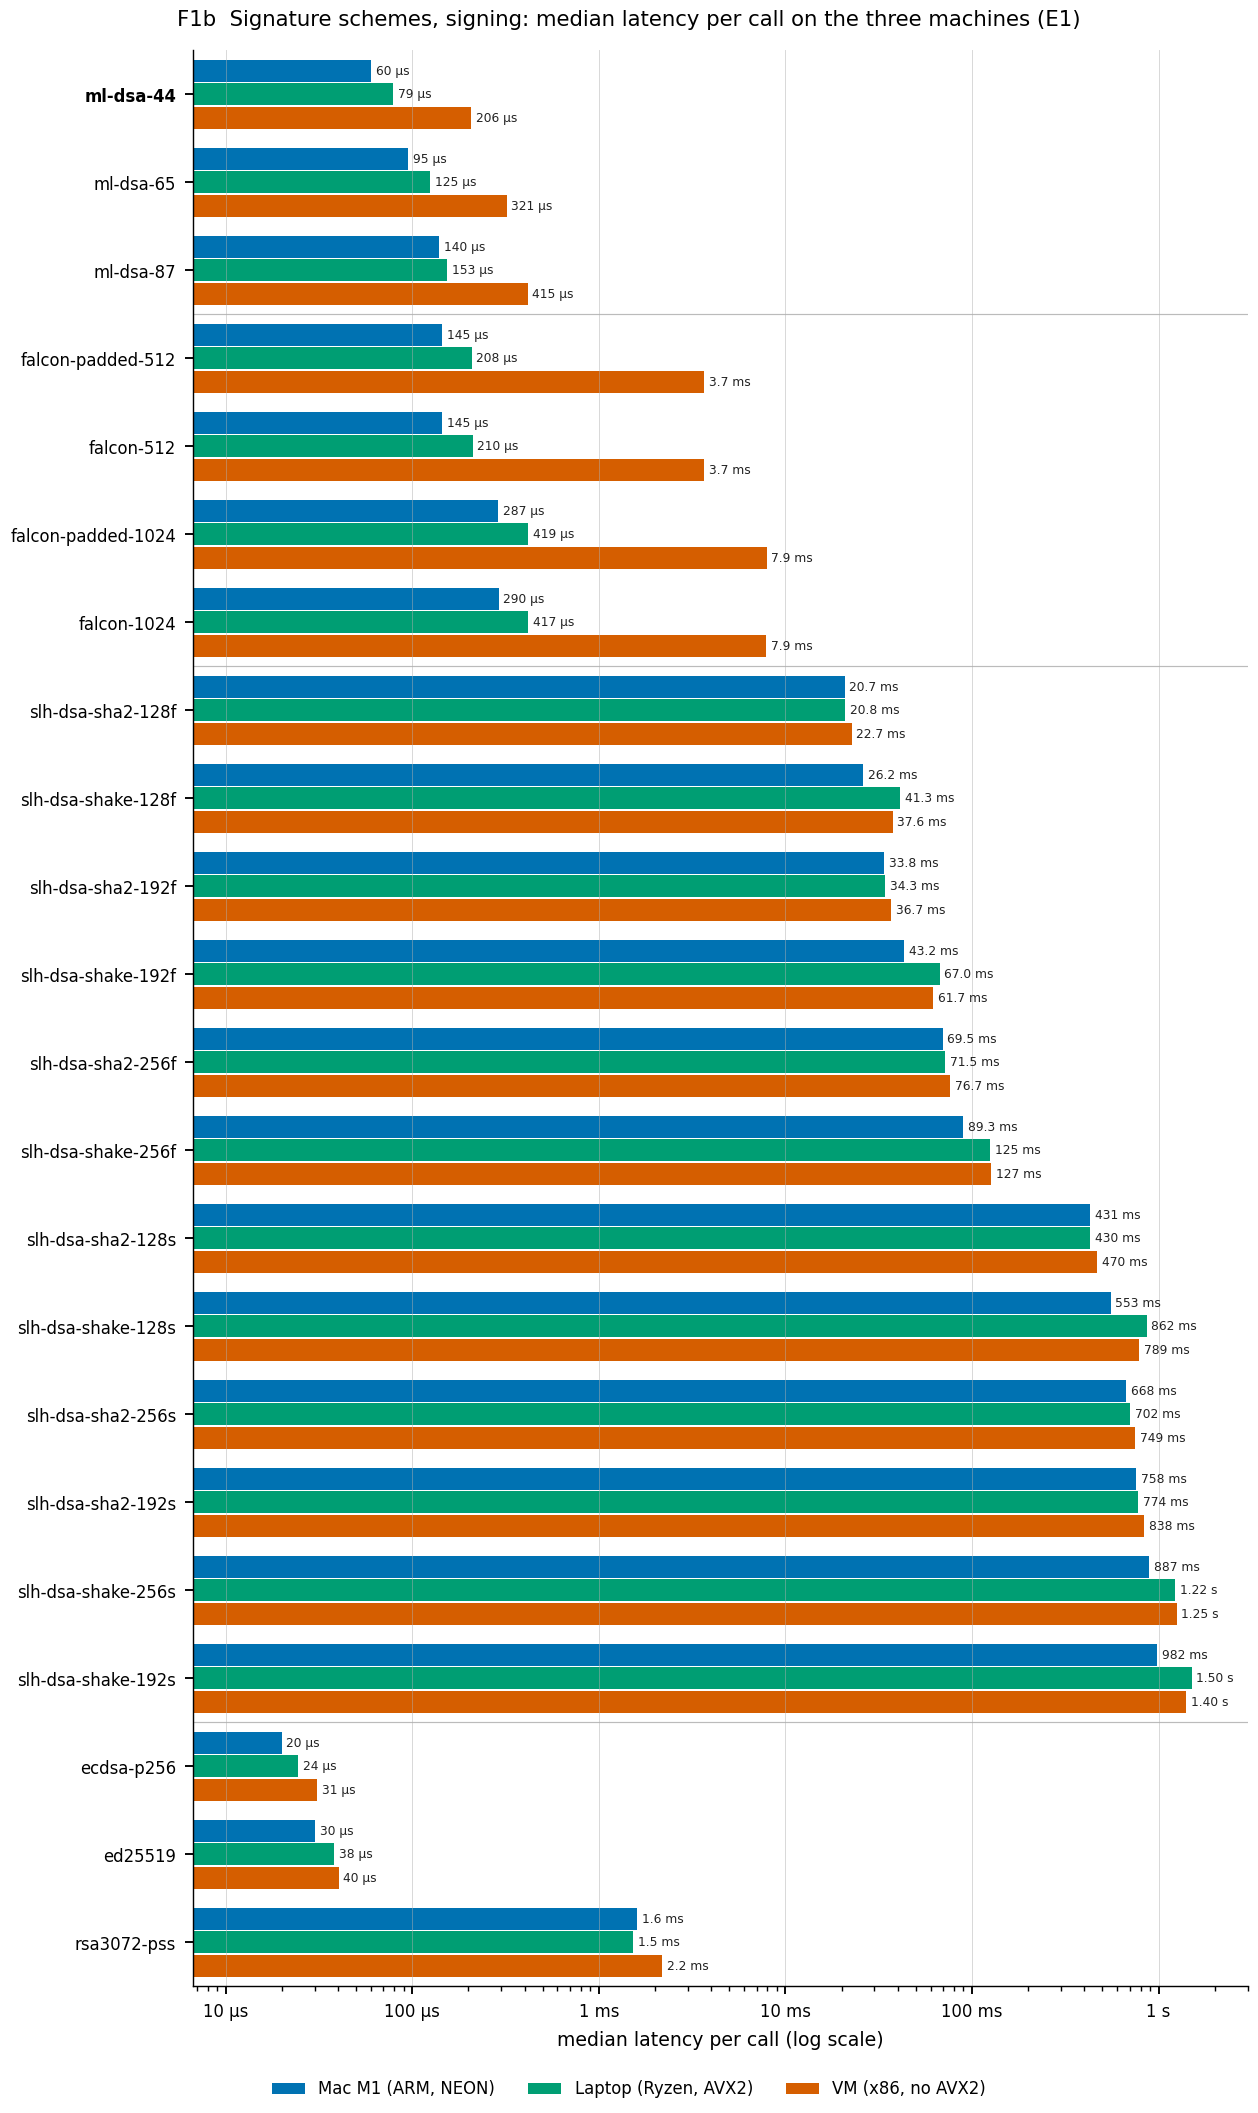 F1b  Signature schemes, signing: median latency per call on the three machines (E1)
ml-dsa-44
60 µs
79 µs
206 µs
ml-dsa-65
95 µs
125 µs
321 µs
ml-dsa-87
140 µs
153 µs
415 µs
falcon-padded-512
145 µs
208 µs
3.7 ms
falcon-512
145 µs
210 µs
3.7 ms
falcon-padded-1024
287 µs
419 µs
7.9 ms
falcon-1024
290 µs
417 µs
7.9 ms
slh-dsa-sha2-128f
20.7 ms
20.8 ms
22.7 ms
slh-dsa-shake-128f
26.2 ms
41.3 ms
37.6 ms
slh-dsa-sha2-192f
33.8 ms
34.3 ms
36.7 ms
slh-dsa-shake-192f
43.2 ms
67.0 ms
61.7 ms
slh-dsa-sha2-256f
69.5 ms
71.5 ms
76.7 ms
slh-dsa-shake-256f
89.3 ms
125 ms
127 ms
slh-dsa-sha2-128s
431 ms
430 ms
470 ms
slh-dsa-shake-128s
553 ms
862 ms
789 ms
slh-dsa-sha2-256s
668 ms
702 ms
749 ms
slh-dsa-sha2-192s
758 ms
774 ms
838 ms
slh-dsa-shake-256s
887 ms
1.22 s
1.25 s
slh-dsa-shake-192s
982 ms
1.50 s
1.40 s
ecdsa-p256
20 µs
24 µs
31 µs
ed25519
30 µs
38 µs
40 µs
rsa3072-pss
1.6 ms
1.5 ms
2.2 ms
10 µs 100 µs 1 ms 10 ms 100 ms 1 s
median latency per call (log scale)
Mac M1 (ARM, NEON) Laptop (Ryzen, AVX2) VM (x86, no AVX2)